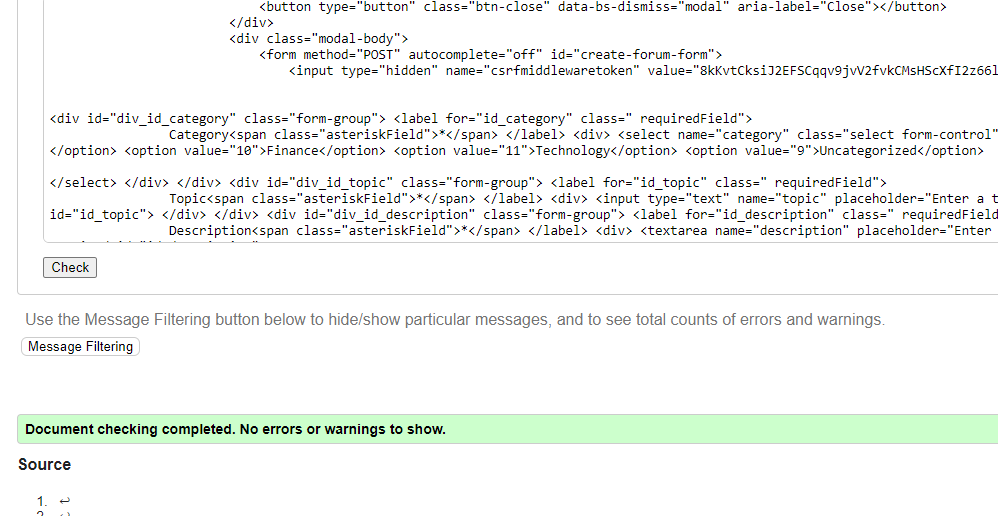 <button type="button" class="btn-close" data-bs-dismiss="modal" aria-label="Close"></button>
</div>
<div class="modal-body">
<form method="POST" autocomplete="off" id="create-forum-form">
<input type="hidden" name="csrfmiddlewaretoken" value="8kKvtCksiJ2EFSCqqv9jvV2fvkCMsHScXfI2z66l
<div id="div_id_category" class="form-group"> <label for="id_category" class=" requiredField">
Category<span class="asteriskField">*</span> </label> <div> <select name="category" class="select form-control"
</option> <option value="10">Finance</option> <option value="11">Technology</option> <option value="9">Uncategorized</option>
</select> </div> </div> <div id="div_id_topic" class="form-group"> <label for="id_topic" class=" requiredField">
Topic<span class="asteriskField">*</span> </label> <div> <input type="text" name="topic" placeholder="Enter a t
id="id_topic"> </div> </div> <div id="div_id_description" class="form-group"> <label for="id_description" class=" requiredField
Description<span class="asteriskField">*</span> </label> <div> <textarea name="description" placeholder="Enter
Check
Use the Message Filtering button below to hide/show particular messages, and to see total counts of errors and warnings.
Message Filtering
Document checking completed. No errors or warnings to show.
Source
1. ↩
2. ↩